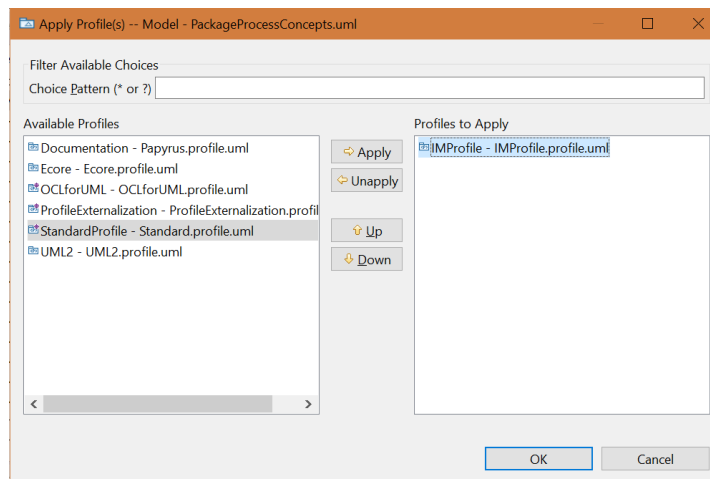 Apply Profile(s) -- Model - PackageProcessConcepts.uml
Filter Available Choices
Choice Pattern (* or ?)
Available Profiles
Documentation - Papyrus.profile.uml
Ecore - Ecore.profile.uml
OCLforUML - OCLforUML.profile.uml
ProfileExternalization - ProfileExternalization.profil
StandardProfile - Standard.profile.uml
UML2 - UML2.profile.uml
Apply
Unapply
Up
Down
Profiles to Apply
IMProfile - IMProfile.profile.uml
OK
Cancel